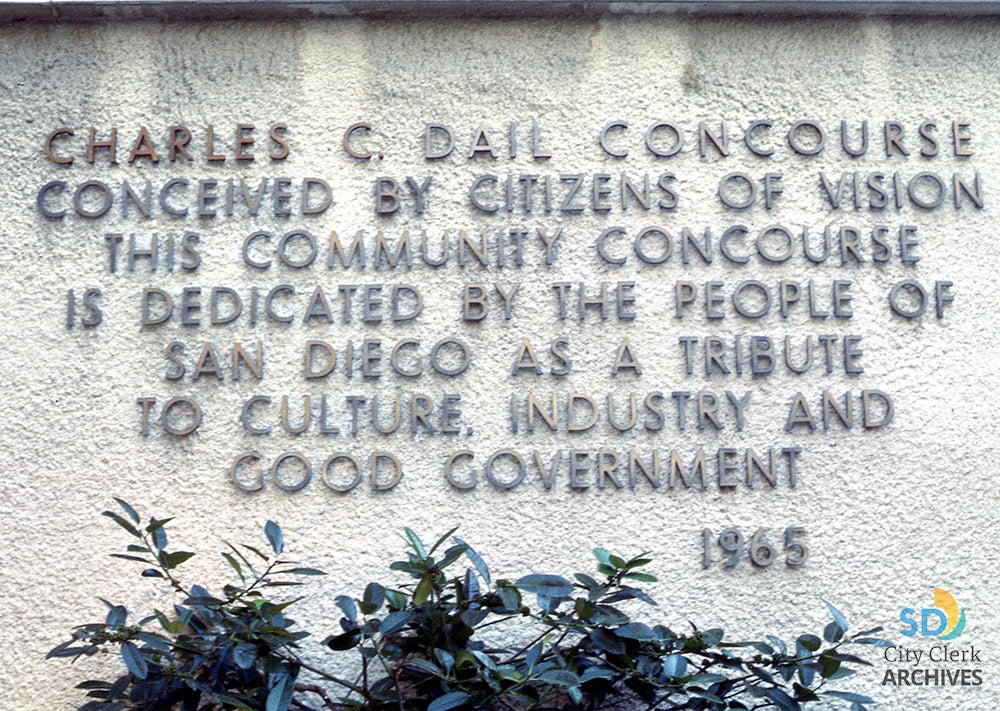 CHARLES C. DAIL CONCOURSE
CONCEIVED BY CITIZENS OF VISION
THIS COMMUNITY CONCOURSE
IS DEDICATED BY THE PEOPLE OF
SAN DIEGO AS A TRIBUTE
TO CULTURE, INDUSTRY AND
GOOD GOVERNMENT
1965
SD
City Clerk
ARCHIVES